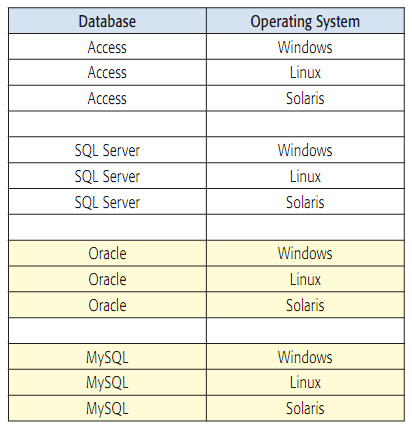 Database Operating System
Access Windows
Access Linux
Access Solaris
SQL Server Windows
SQL Server Linux
SQL Server Solaris
Oracle Windows
Oracle Linux
Oracle Solaris
MySQL Windows
MySQL Linux
MySQL Solaris